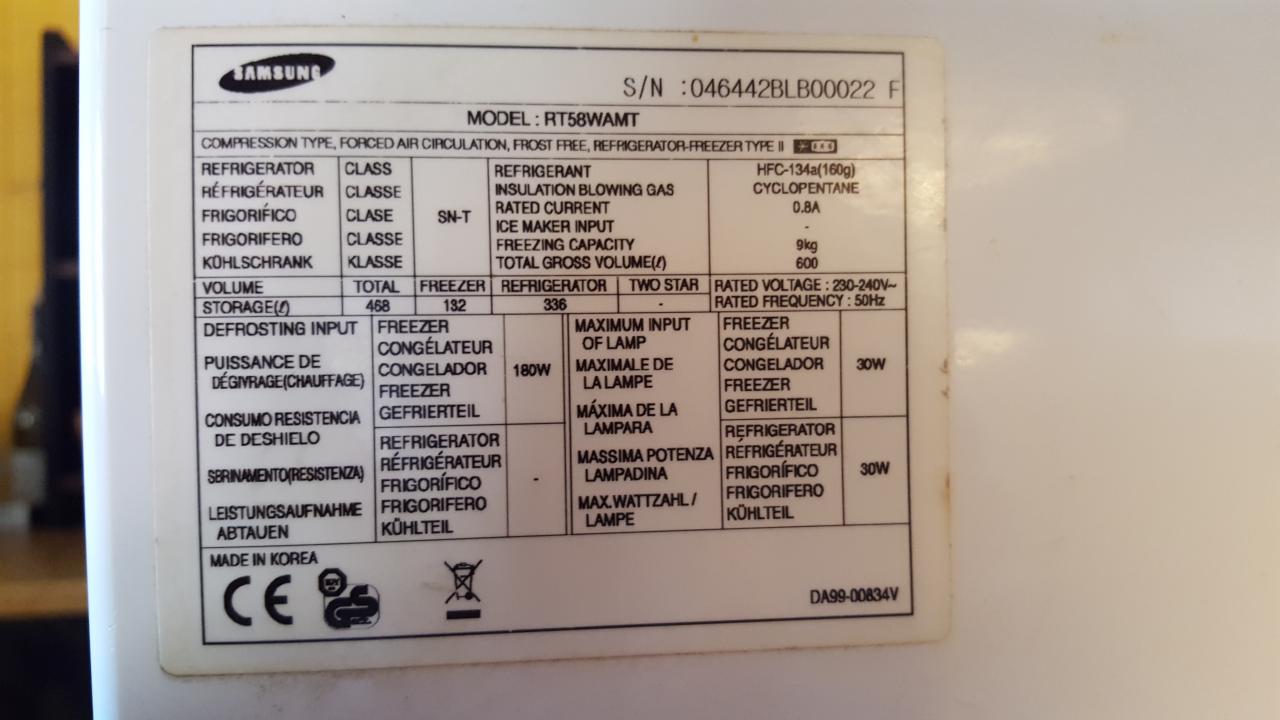 SAMSUNG
S/N :046442BLB00022 F
MODEL : RT58WAMT
COMPRESSION TYPE, FORCED AIR CIRCULATION, FROST FREE, REFRIGERATOR-FREEZER TYPE II
REFRIGERATOR CLASS
RÉFRIGÉRATEUR CLASSE
FRIGORIFICO CLASE
FRIGORIFERO CLASSE
KÜHLSCHRANK KLASSE
SN-T
REFRIGERANT HFC-134a(160g)
INSULATION BLOWING GAS CYCLOPENTANE
RATED CURRENT 0.8A
ICE MAKER INPUT -
FREEZING CAPACITY 9kg
TOTAL GROSS VOLUME(ℓ) 600
VOLUME TOTAL FREEZER REFRIGERATOR TWO STAR RATED VOLTAGE : 230-240V~
STORAGE(ℓ) 468 132 336 - RATED FREQUENCY : 50Hz
DEFROSTING INPUT
PUISSANCE DE
DÉGIVRAGE(CHAUFFAGE)
CONSUMO RESISTENCIA
DE DESHIELO
SBRINAMENTO(RESISTENZA)
LEISTUNGSAUFNAHME
ABTAUEN
FREEZER
CONGÉLATEUR
CONGELADOR
FREEZER
GEFRIERTEIL
180W
REFRIGERATOR
RÉFRIGÉRATEUR
FRIGORÍFICO
FRIGORIFERO
KÜHLTEIL
-
MAXIMUM INPUT
OF LAMP
MAXIMALE DE
LA LAMPE
MÁXIMA DE LA
LAMPARA
MASSIMA POTENZA
LAMPADINA
MAX.WATTZAHL /
LAMPE
FREEZER
CONGÉLATEUR
CONGELADOR
FREEZER
GEFRIERTEIL
30W
REFRIGERATOR
RÉFRIGÉRATEUR
FRIGORÍFICO
FRIGORIFERO
KÜHLTEIL
30W
MADE IN KOREA
CE
GS
DA99-00834V